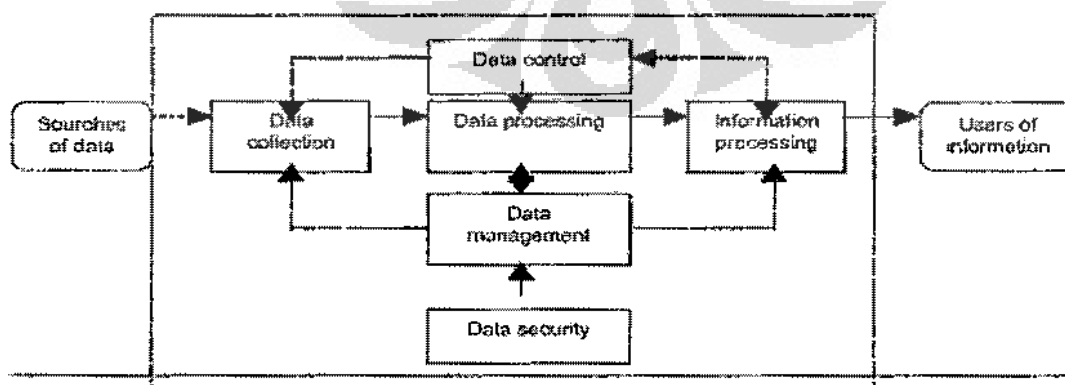 Data control
Sourches
of data
Data
collection
Data processing
Information
processing
Users of
information
Data
management
Data security